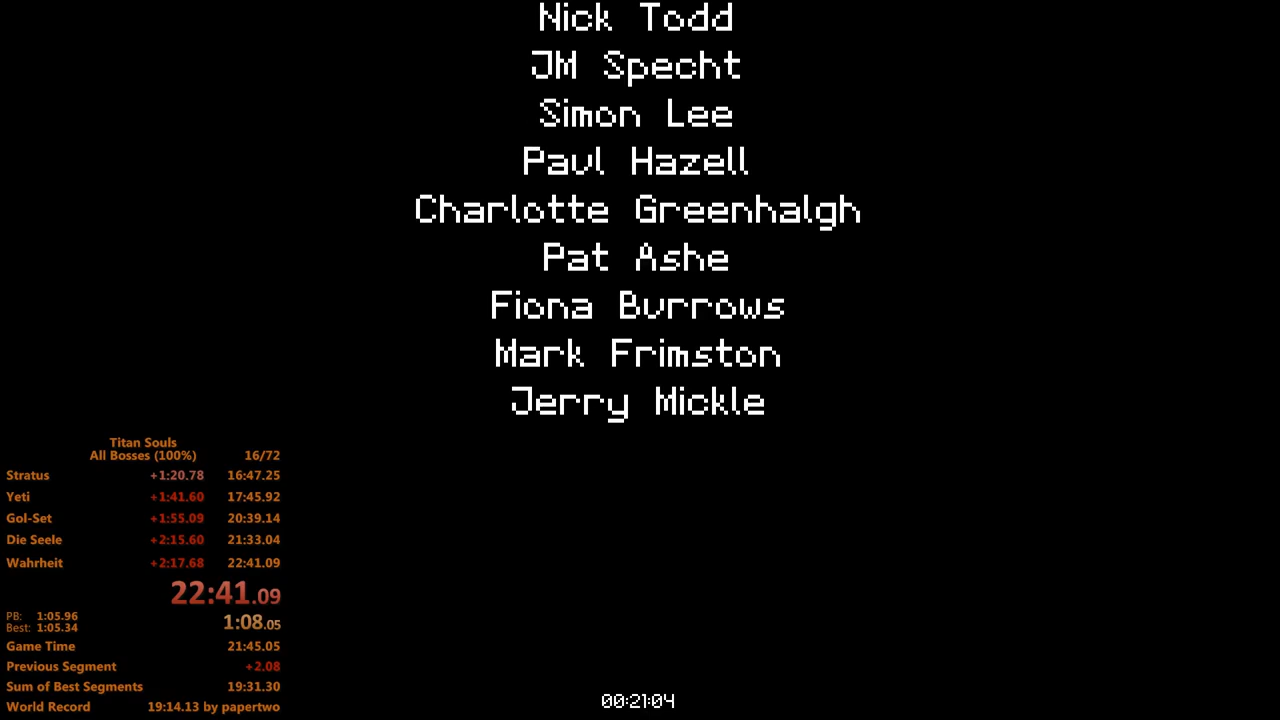 Nick Todd
JM Specht
Simon Lee
Paul Hazell
Charlotte Greenhalgh
Pat Ashe
Fiona Burrows
Mark Frimston
Jerry Mickle
Titan Souls
All Bosses (100%) 16/72
Stratus +1:20.78 16:47.25
Yeti +1:41.60 17:45.92
Gol-Set +1:55.09 20:39.14
Die Seele +2:15.60 21:33.04
Wahrheit +2:17.68 22:41.09
22:41.09
PB: 1:05.96
Best: 1:05.34
1:08.05
Game Time 21:45.05
Previous Segment +2.08
Sum of Best Segments 19:31.30
World Record 19:14.13 by papertwo
00:21:04